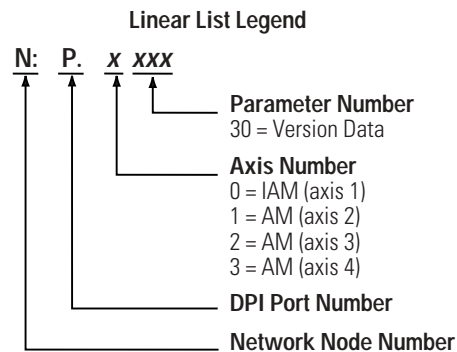 Linear List Legend
N: P. x xxx
Parameter Number
30 = Version Data
Axis Number
0 = IAM (axis 1)
1 = AM (axis 2)
2 = AM (axis 3)
3 = AM (axis 4)
DPI Port Number
Network Node Number